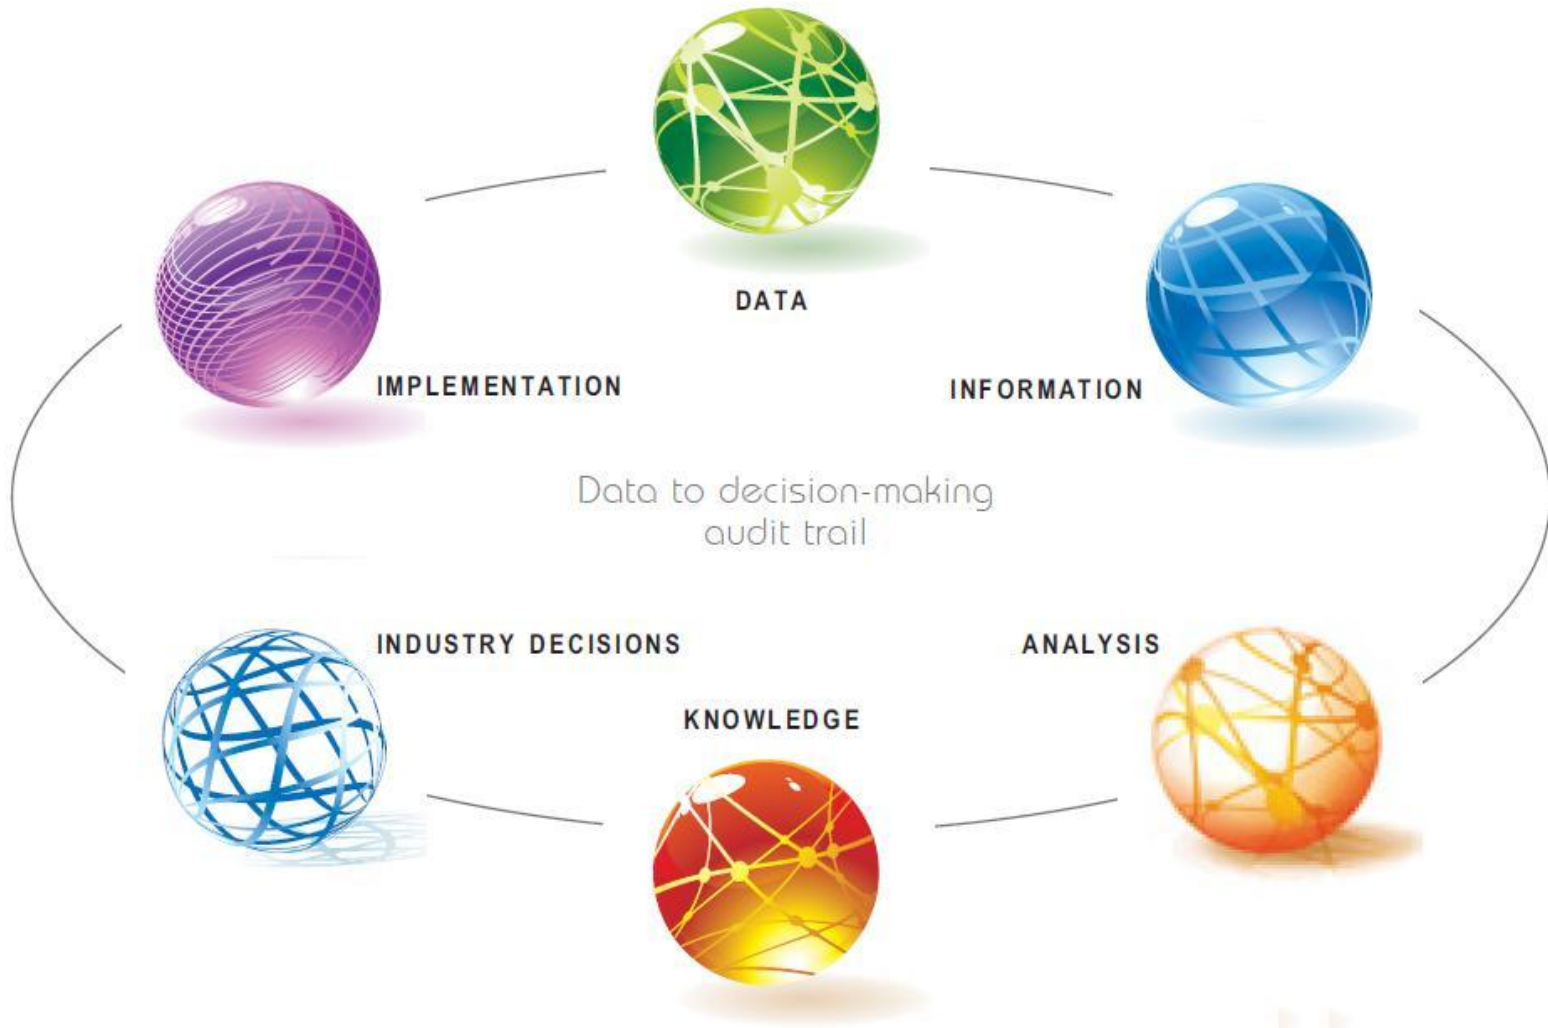 DATA
IMPLEMENTATION
INFORMATION
Data to decision-making
audit trail
INDUSTRY DECISIONS
ANALYSIS
KNOWLEDGE